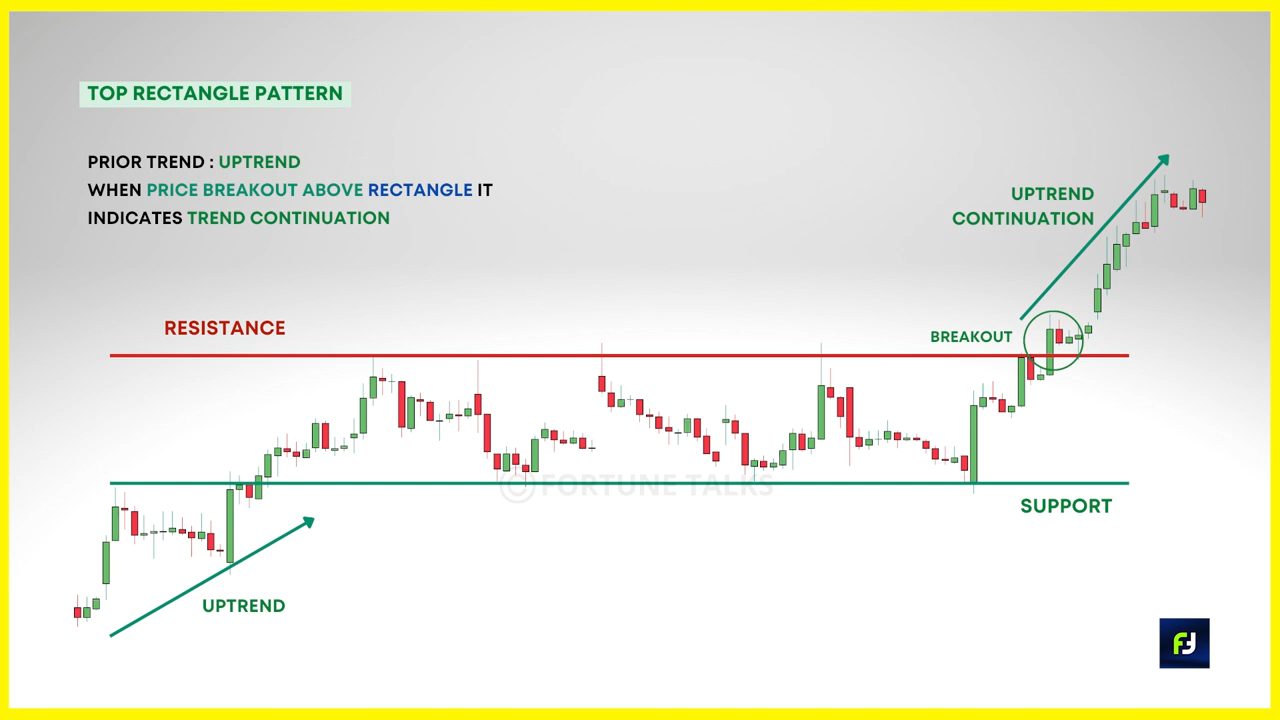 TOP RECTANGLE PATTERN
PRIOR TREND : UPTREND
WHEN PRICE BREAKOUT ABOVE RECTANGLE IT
INDICATES TREND CONTINUATION
UPTREND
CONTINUATION
RESISTANCE
BREAKOUT
© FORTUNE TALKS
SUPPORT
UPTREND